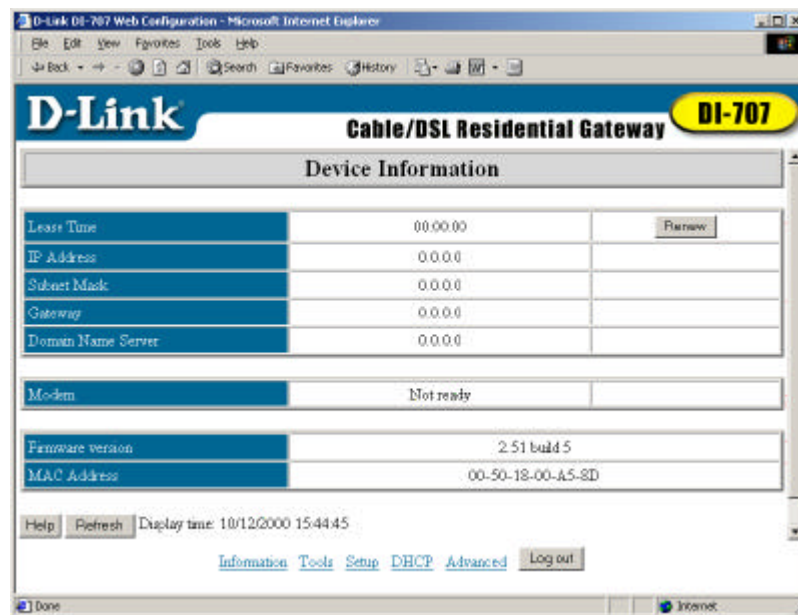 D-Link DI-707 Web Configuration - Microsoft Internet Explorer
File Edit View Favorites Tools Help
Back Search Favorites History
D-Link
Cable/DSL Residential Gateway
DI-707
Device Information
Lease Time 00:00:00 Renew
IP Address 0.0.0.0
Subnet Mask 0.0.0.0
Gateway 0.0.0.0
Domain Name Server 0.0.0.0
Modem Not ready
Firmware version 2.51 build 5
MAC Address 00-50-18-00-A5-8D
Help Refresh Display time: 10/12/2000 15:44:45
Information Tools Setup DHCP Advanced Log out
Done Internet